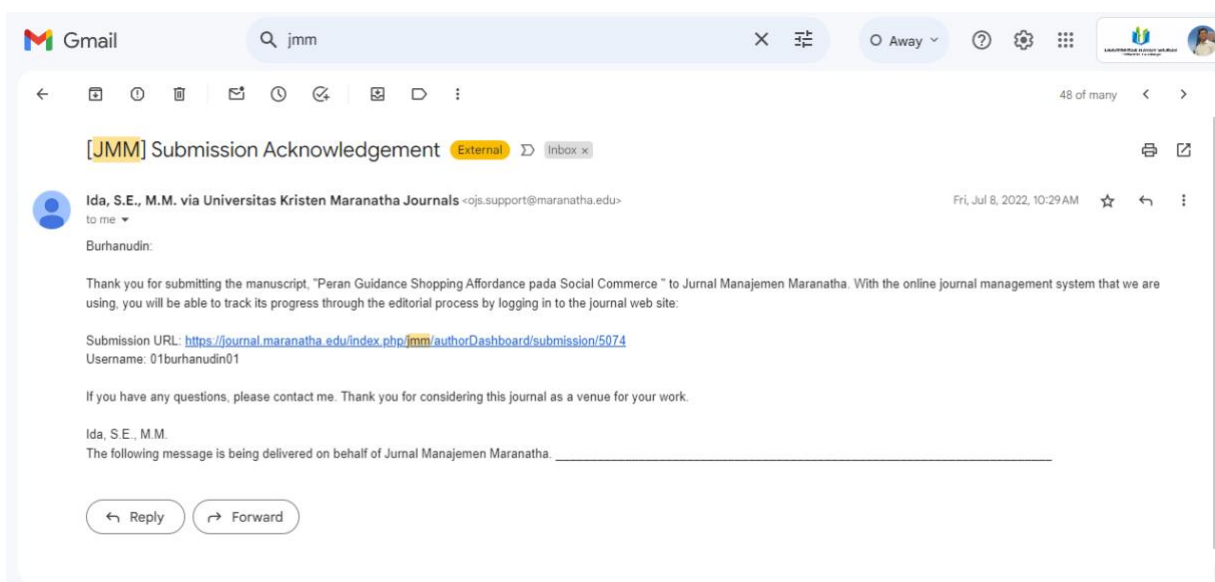 Gmail
jmm
Away
48 of many
[JMM] Submission Acknowledgement External Inbox x
Ida, S.E., M.M. via Universitas Kristen Maranatha Journals <ojs.support@maranatha.edu>
Fri, Jul 8, 2022, 10:29 AM
to me
Burhanudin:
Thank you for submitting the manuscript, "Peran Guidance Shopping Affordance pada Social Commerce " to Jurnal Manajemen Maranatha. With the online journal management system that we are
using, you will be able to track its progress through the editorial process by logging in to the journal web site:
Submission URL: https://journal.maranatha.edu/index.php/jmm/authorDashboard/submission/5074
Username: 01burhanudin01
If you have any questions, please contact me. Thank you for considering this journal as a venue for your work.
Ida, S.E., M.M.
The following message is being delivered on behalf of Jurnal Manajemen Maranatha. ________________________________________________________________________
Reply
Forward